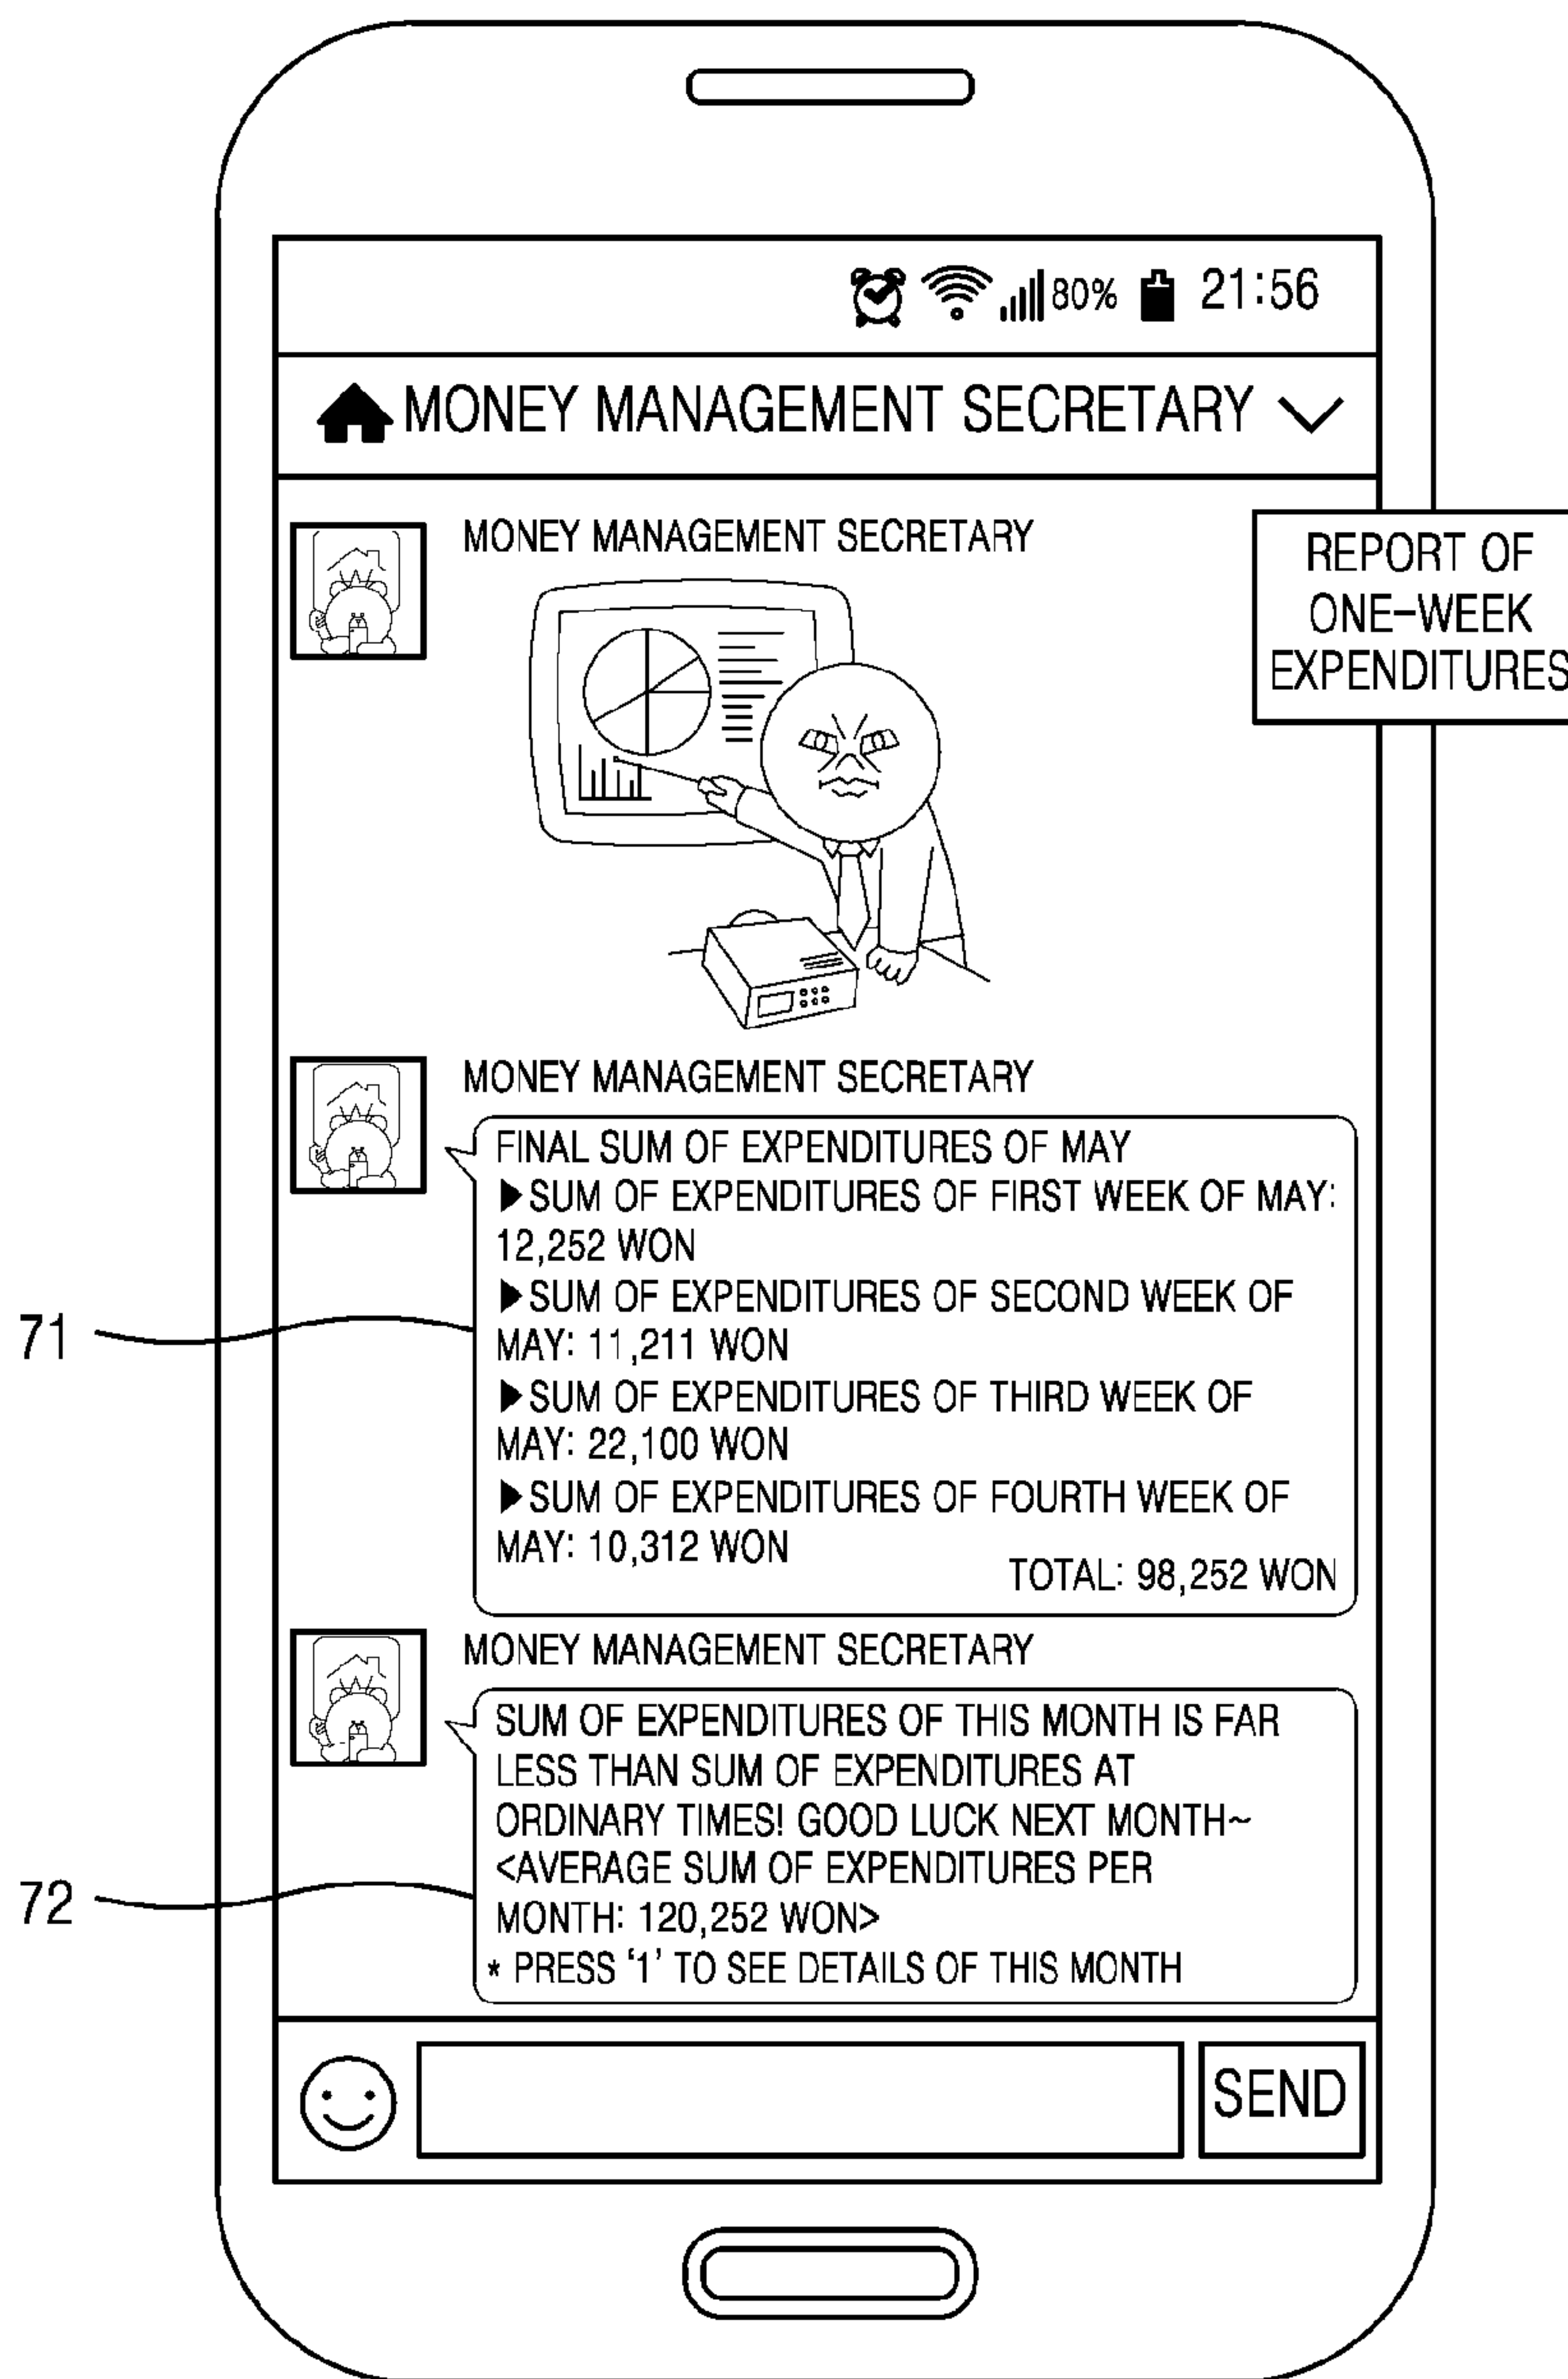 80% 21:56
MONEY MANAGEMENT SECRETARY
MONEY MANAGEMENT SECRETARY
REPORT OF
ONE-WEEK
EXPENDITURES
MONEY MANAGEMENT SECRETARY
FINAL SUM OF EXPENDITURES OF MAY
▶SUM OF EXPENDITURES OF FIRST WEEK OF MAY:
12,252 WON
▶SUM OF EXPENDITURES OF SECOND WEEK OF
MAY: 11,211 WON
▶SUM OF EXPENDITURES OF THIRD WEEK OF
MAY: 22,100 WON
▶SUM OF EXPENDITURES OF FOURTH WEEK OF
MAY: 10,312 WON
TOTAL: 98,252 WON
71
MONEY MANAGEMENT SECRETARY
SUM OF EXPENDITURES OF THIS MONTH IS FAR
LESS THAN SUM OF EXPENDITURES AT
ORDINARY TIMES! GOOD LUCK NEXT MONTH~
<AVERAGE SUM OF EXPENDITURES PER
MONTH: 120,252 WON>
* PRESS ‘1’ TO SEE DETAILS OF THIS MONTH
72
SEND